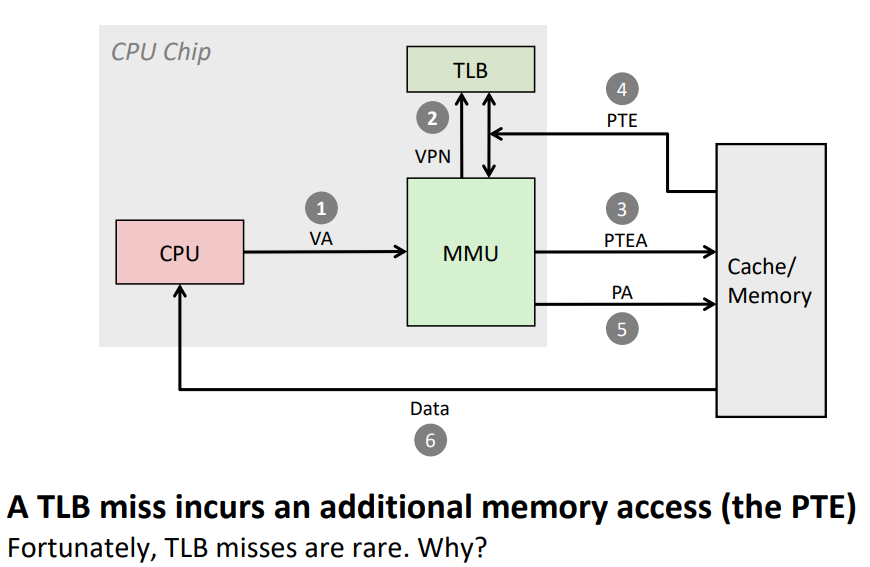 CPU Chip
TLB
4
PTE
2
VPN
1
VA
3
PTEA
CPU
MMU
Cache/
Memory
PA
5
Data
6
A TLB miss incurs an additional memory access (the PTE)
Fortunately, TLB misses are rare. Why?